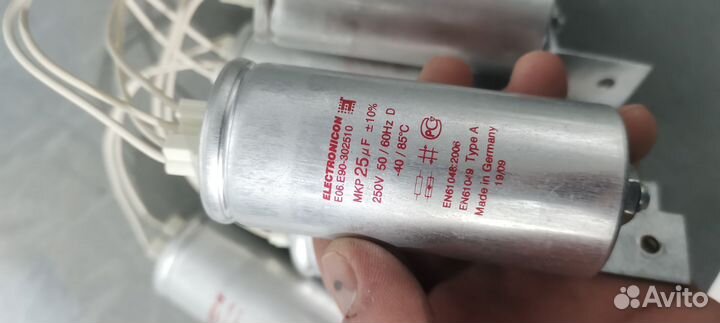 ELECTRONICON
E06.E90-302510
MKP 25µF ±10%
250V 50/60Hz D
-40/85°C
EN61048:2006
EN61049 Type A
Made in Germany
19/09
Avito